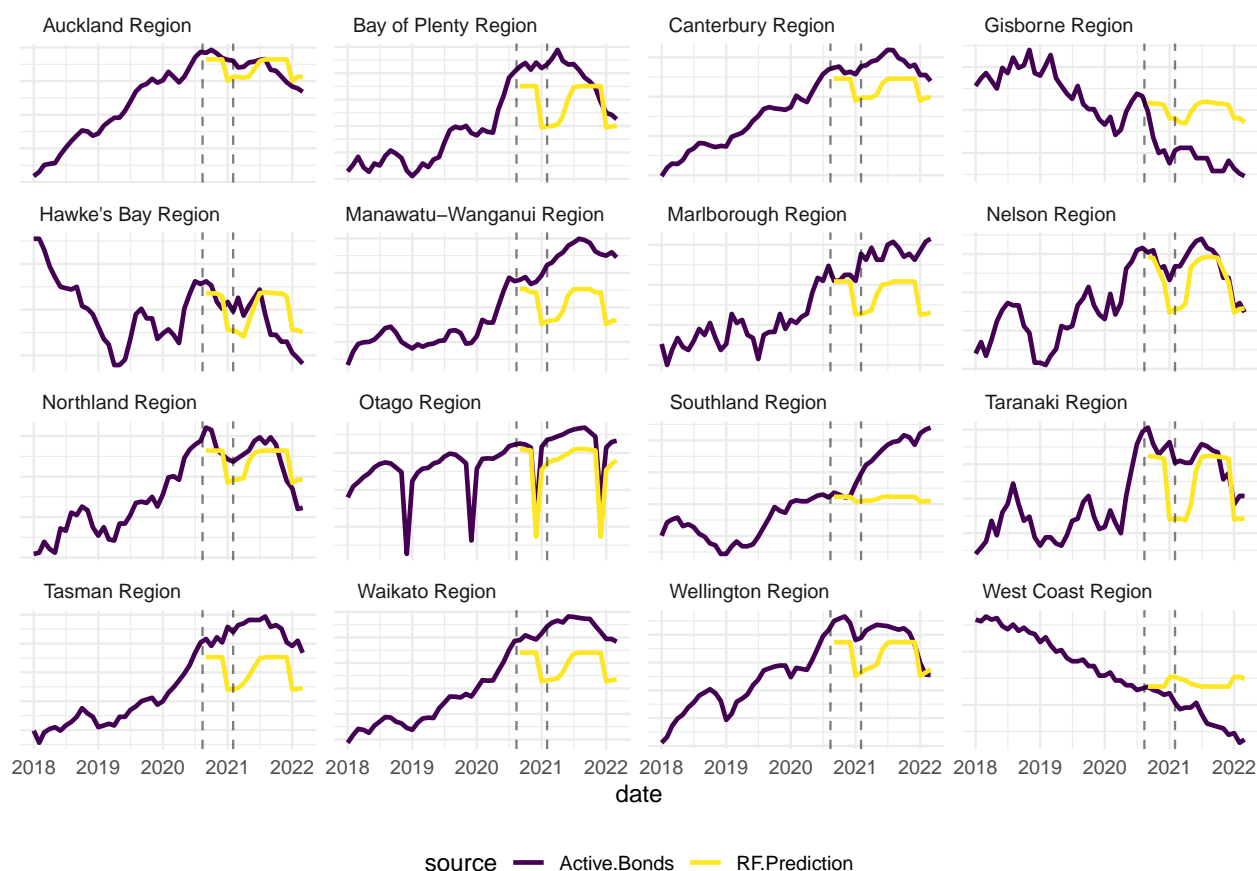 Auckland Region Bay of Plenty Region Canterbury Region Gisborne Region
Hawke's Bay Region Manawatu−Wanganui Region Marlborough Region Nelson Region
Northland Region Otago Region Southland Region Taranaki Region
Tasman Region Waikato Region Wellington Region West Coast Region
2018 2019 2020 2021 2022 2018 2019 2020 2021 2022 2018 2019 2020 2021 2022 2018 2019 2020 2021 2022
date
source Active.Bonds RF.Prediction